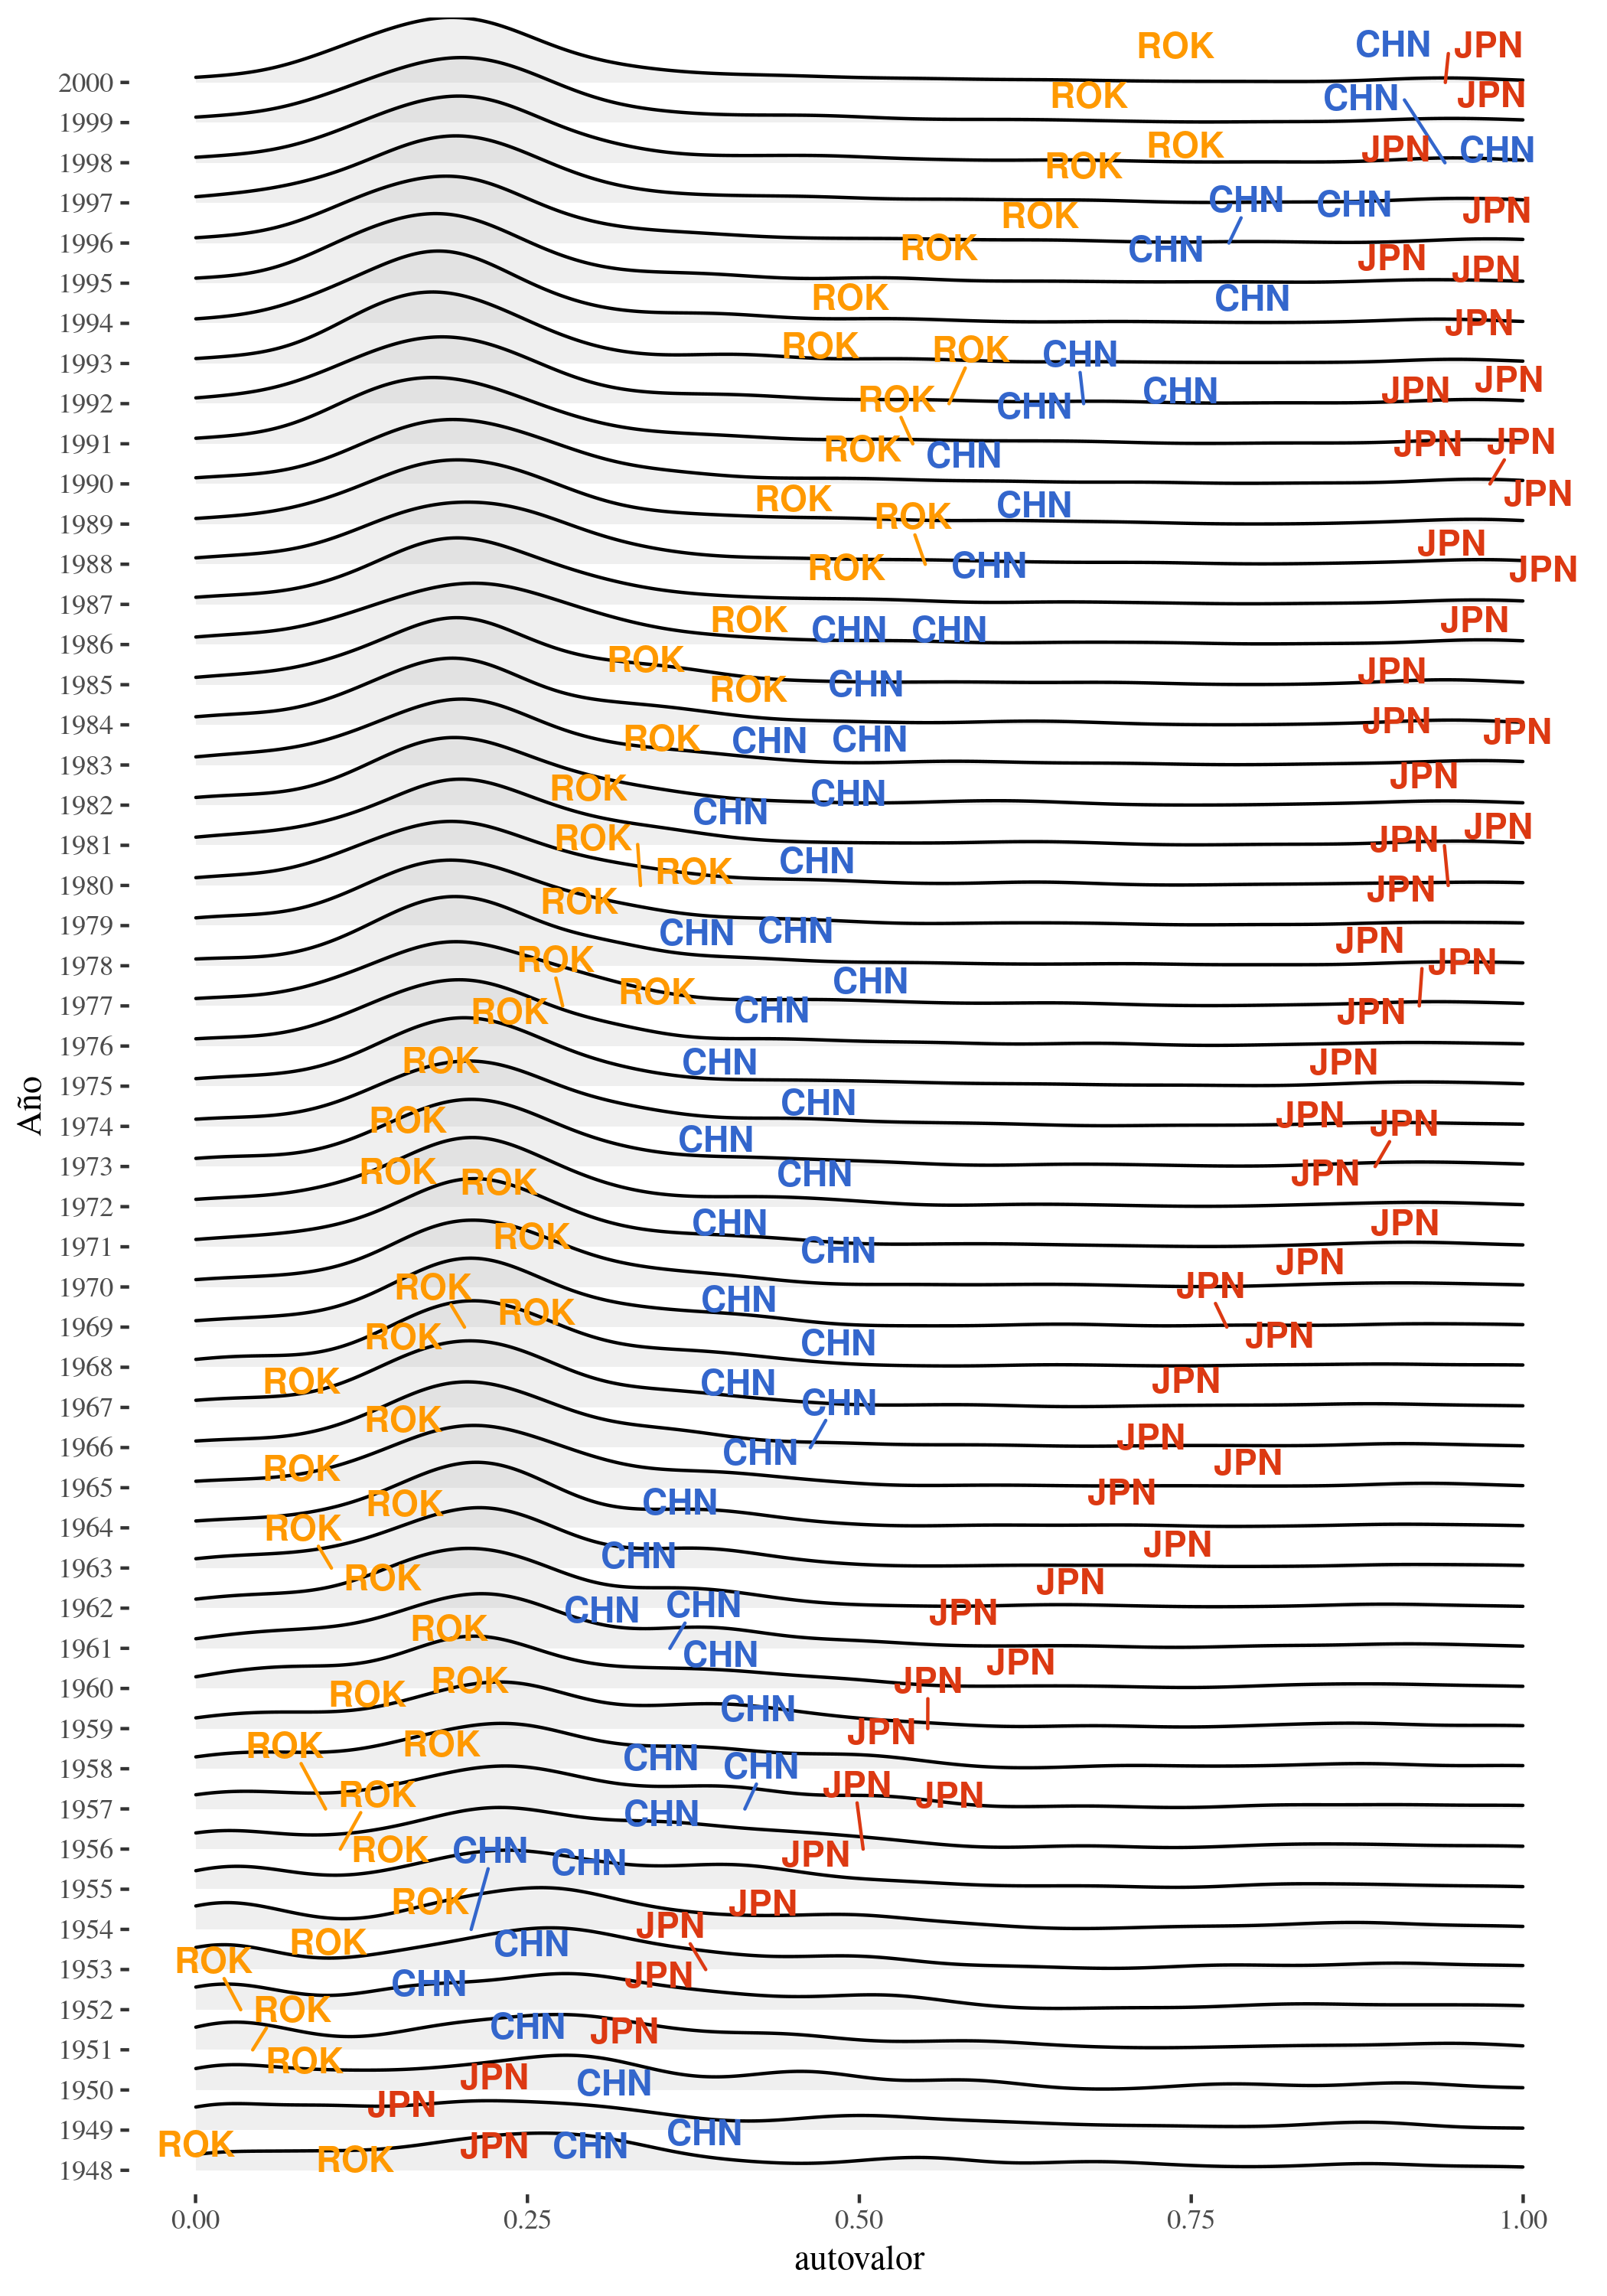 ROK CHN JPN
2000
ROK CHN JPN
1999
ROK JPN CHN
1998
ROK
1997
CHN CHN JPN
ROK
1996
ROK CHN JPN JPN
1995
ROK CHN
1994
JPN
ROK ROK CHN
1993
CHN JPN JPN
1992
ROK CHN
1991
ROK CHN JPN JPN
1990
ROK CHN JPN
1989
ROK JPN
1988
ROK CHN JPN
1987
ROK CHN CHN JPN
1986
ROK JPN
1985
ROK CHN
1984
JPN JPN
1983
ROK CHN CHN
1982
ROK CHN JPN
CHN JPN
1981
ROK JPN
1980
ROK CHN JPN
1979
ROK CHN CHN JPN
1978
ROK JPN
1977
ROK CHN
ROK CHN JPN
1976
ROK CHN JPN
1975
CHN JPN JPN
1974
ROK CHN
1973
ROK CHN JPN
1972
ROK CHN JPN
1971
ROK CHN JPN
1970
ROK CHN JPN
1969
ROK
1968
ROK CHN JPN
1967
ROK CHN JPN
CHN
1966
ROK CHN JPN
1965
ROK JPN
JPN
1964
ROK CHN
1963
ROK CHN JPN
1962
ROK JPN
1961
CHN CHN JPN
ROK CHN
1960
ROK JPN JPN
1959
ROK CHN JPN
1958
ROK ROK CHN
1957
CHN JPN JPN
ROK CHN
1956
ROK CHN JPN
1955
CHN
1954
ROK JPN
1953
ROK CHN JPN
ROK JPN
1952
CHN
1951
ROK CHN JPN
1950
ROK JPN CHN
1949
JPN CHN
1948
ROK ROK JPN CHN
0.00 0.25 0.50 0.75 1.00
autovalor
Año